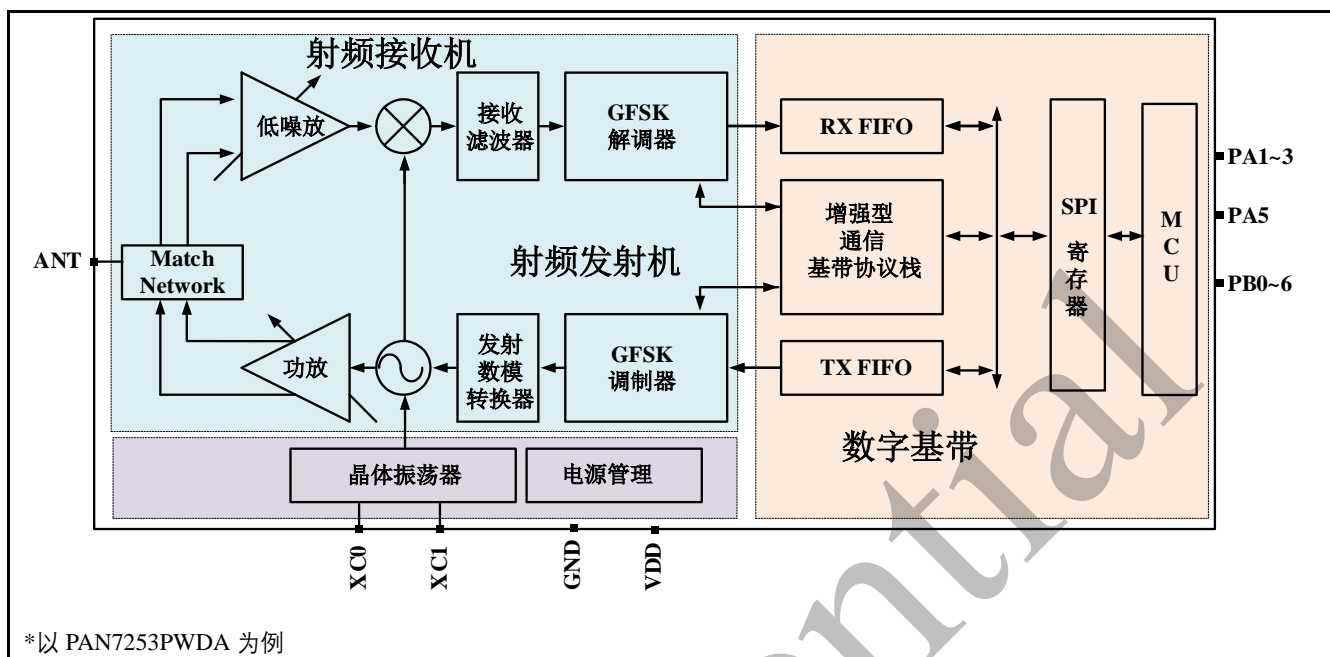 射频接收机
低噪放
接收
滤波器
GFSK
解调器
RX FIFO
PA1~3
PA5
PB0~6
增强型
通信
基带协议栈
SPI
寄
存
器
M
C
U
ANT
Match
Network
射频发射机
功放
发射
数模
转换器
GFSK
调制器
TX FIFO
数字基带
晶体振荡器
电源管理
XC0
XC1
GND
VDD
*以 PAN7253PWDA 为例